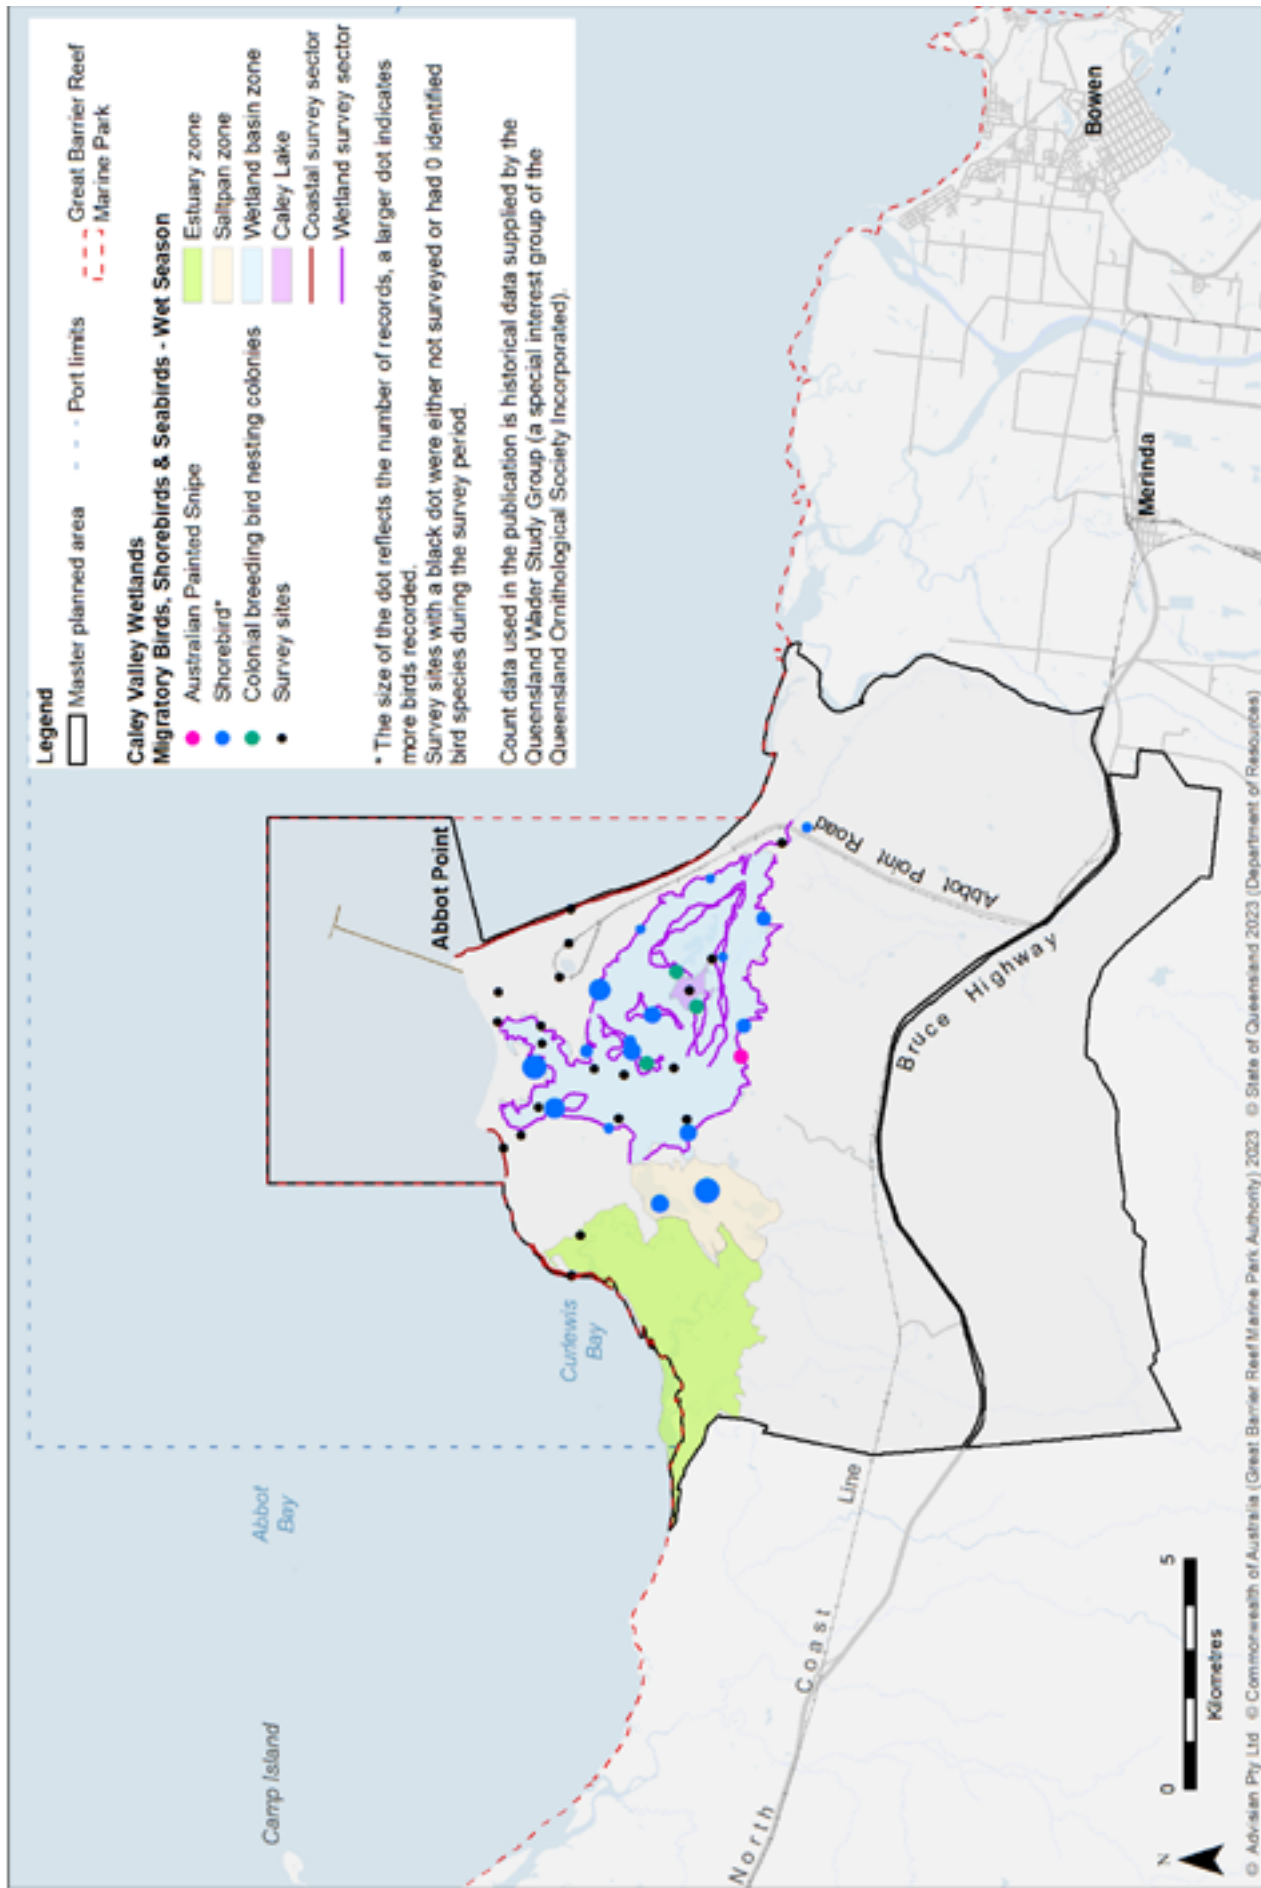 Legend
Master planned area
Port limits
Great Barrier Reef
Marine Park
Caley Valley Wetlands
Migratory Birds, Shorebirds & Seabirds - Wet Season
Australian Painted Snipe
Shorebird*
Colonial breeding bird nesting colonies
Survey sites
Estuary zone
Saltpan zone
Wetland basin zone
Caley Lake
Coastal survey sector
Wetland survey sector
*The size of the dot reflects the number of records, a larger dot indicates
more birds recorded.
Survey sites with a black dot were either not surveyed or had 0 identified
bird species during the survey period.
Count data used in the publication is historical data supplied by the
Queensland Wader Study Group (a special interest group of the
Queensland Ornithological Society Incorporated).
Camp Island
Abbot
Bay
Curlewis
Bay
Abbot Point
Abbot Point Road
Bruce Highway
North Coast Line
Merinda
Bowen
N
0 5
Kilometres
© Advisian Pty Ltd © Commonwealth of Australia (Great Barrier Reef Marine Park Authority) 2023 © State of Queensland 2023 (Department of Resources)